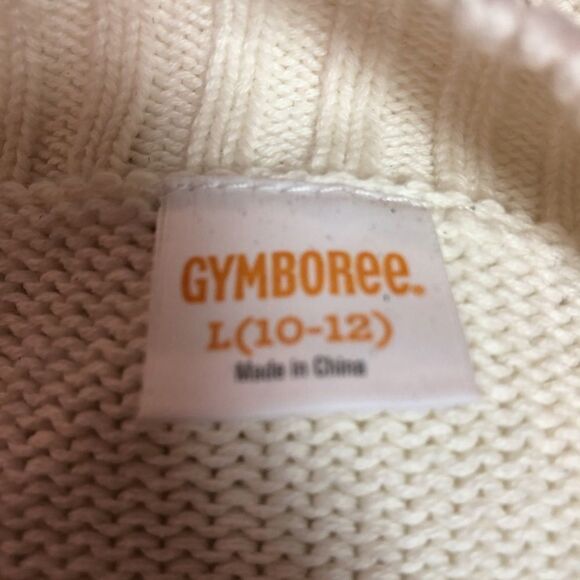 GYMBOREE.
L(10-12)
Made in China